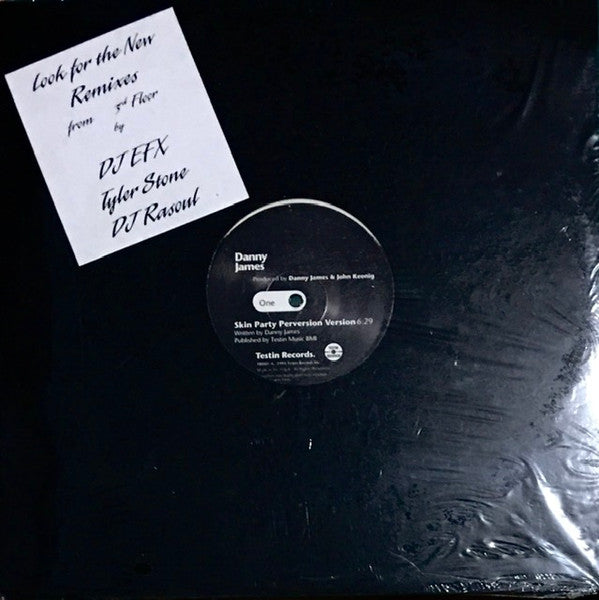 Look for the New
Remixes
from 3rd Floor
by
DJ EFX
Tyler Stone
DJ Rasoul
Danny
James
Produced by Danny James & John Keenig
One
Skin Party Perversion Version 6:29
Written by Danny James
Published by Testin Music BMI
Testin Records.